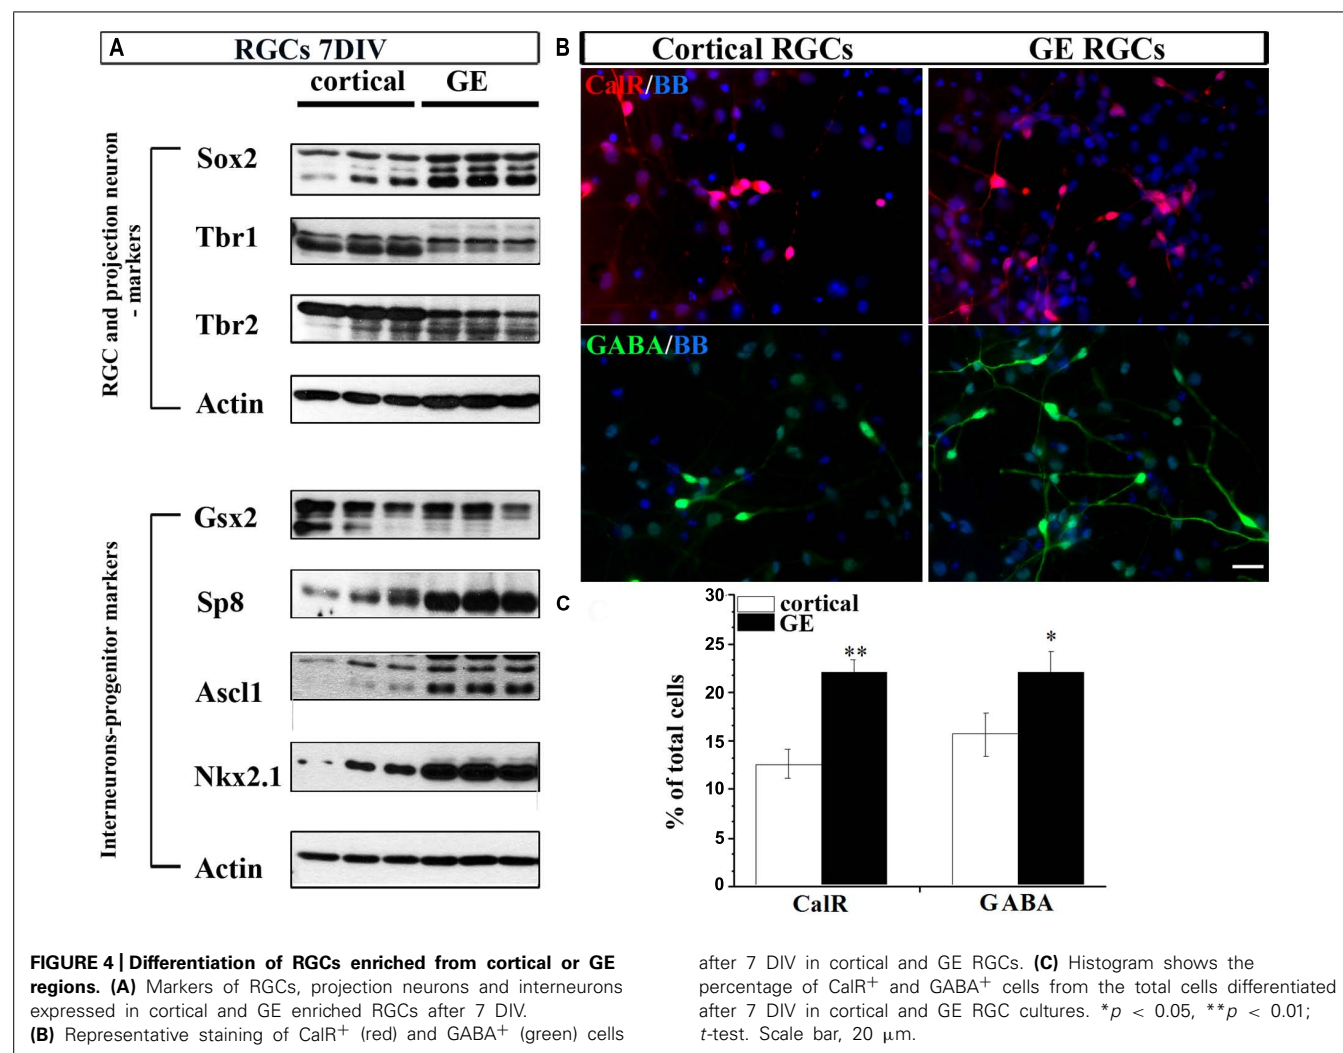 A
RGCs 7DIV
cortical GE
RGC and projection neuron
- markers
Sox2
Tbr1
Tbr2
Actin
Interneurons-progenitor markers
Gsx2
Sp8
Ascl1
Nkx2.1
Actin
B
Cortical RGCs GE RGCs
CalR/BB
GABA/BB
C
% of total cells
30
25
20
15
10
5
0
cortical
GE
**
*
CalR GABA
FIGURE 4 | Differentiation of RGCs enriched from cortical or GE
regions. (A) Markers of RGCs, projection neurons and interneurons
expressed in cortical and GE enriched RGCs after 7 DIV.
(B) Representative staining of CalR+ (red) and GABA+ (green) cells
after 7 DIV in cortical and GE RGCs. (C) Histogram shows the
percentage of CalR+ and GABA+ cells from the total cells differentiated
after 7 DIV in cortical and GE RGC cultures. *p < 0.05, **p < 0.01;
t-test. Scale bar, 20 μm.